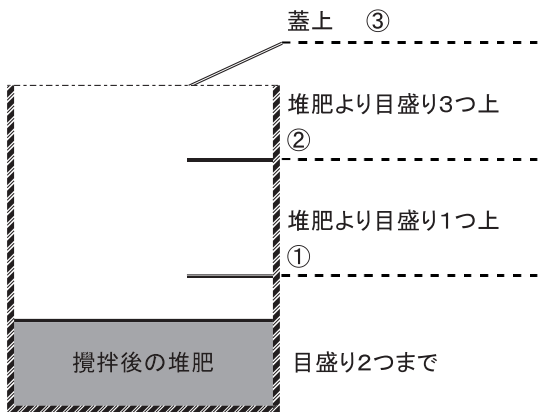 蓋上 ③
堆肥より目盛り3つ上
②
堆肥より目盛り1つ上
①
攪拌後の堆肥 目盛り2つまで